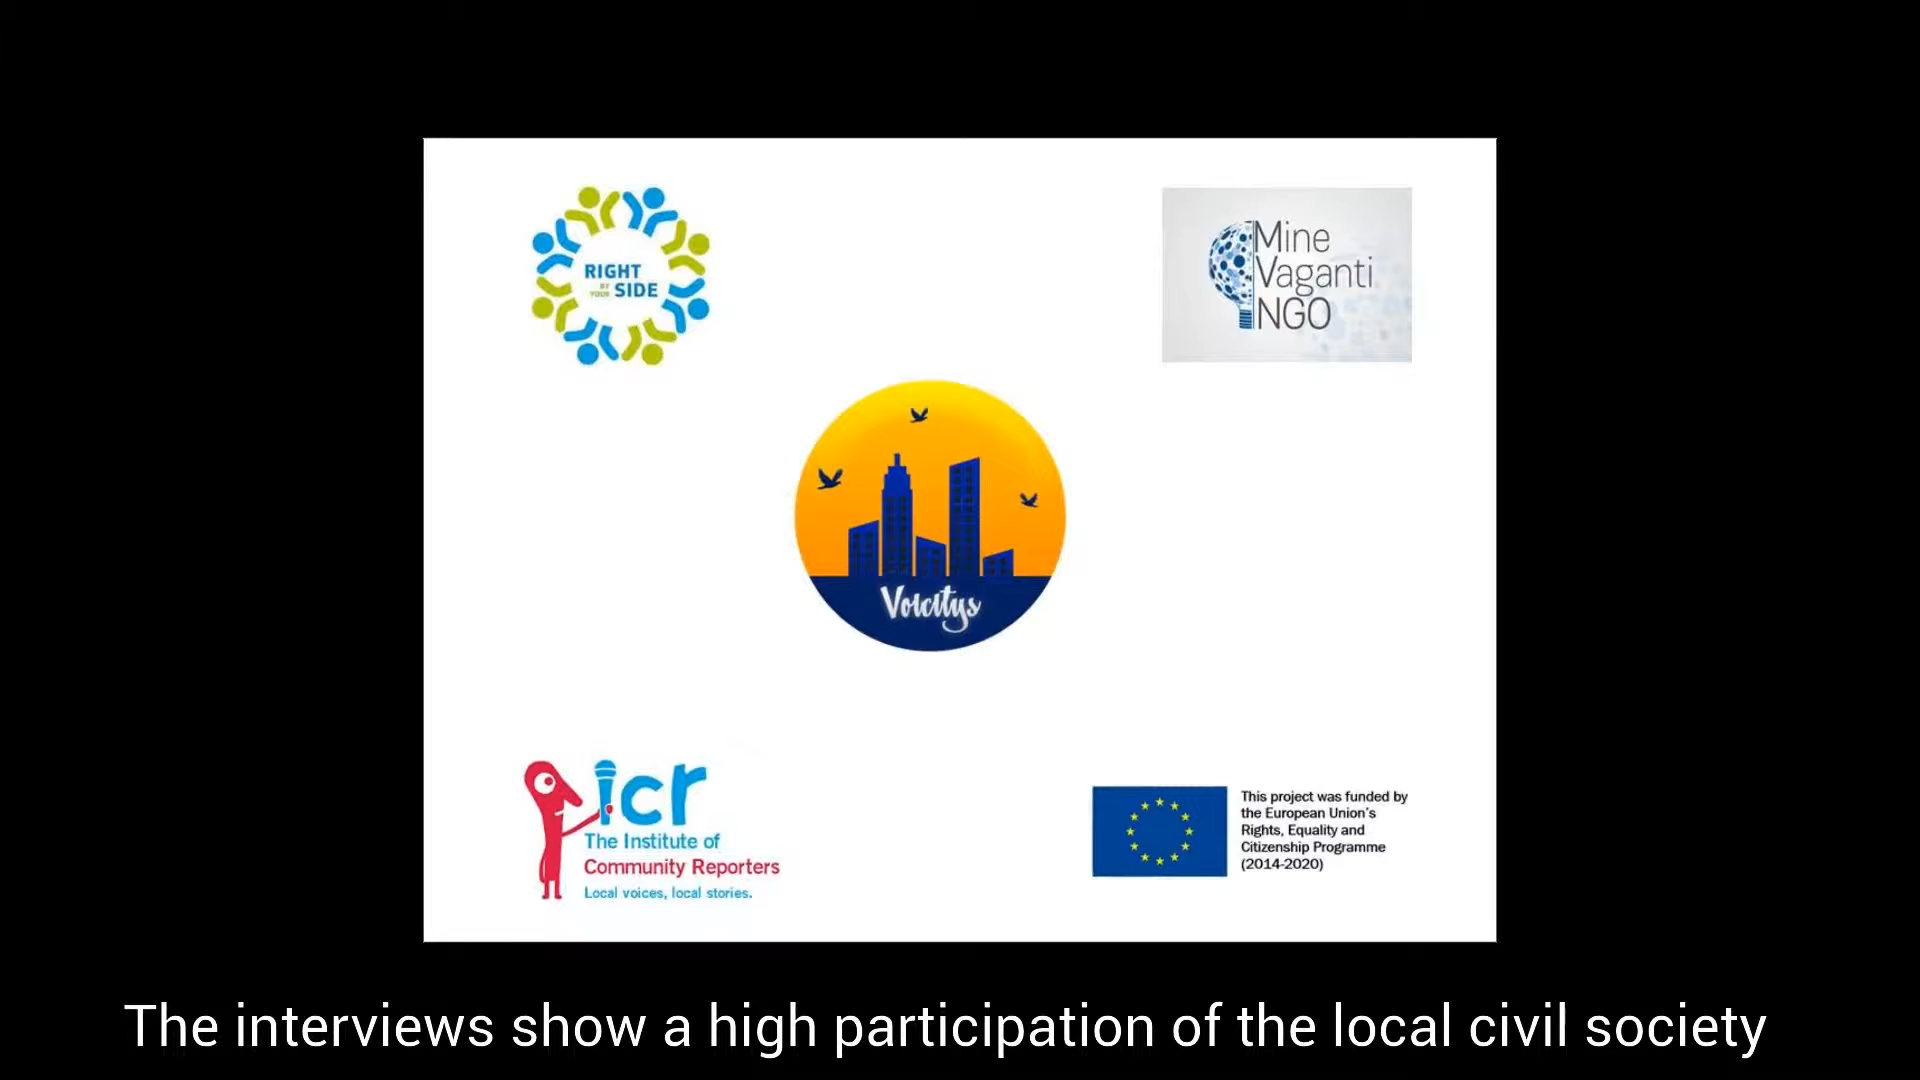 RIGHT
BY
YOUR SIDE
Mine
Vaganti
NGO
Voicitys
icr
The Institute of
Community Reporters
Local voices, local stories.
This project was funded by
the European Union's
Rights, Equality and
Citizenship Programme
(2014-2020)
The interviews show a high participation of the local civil society